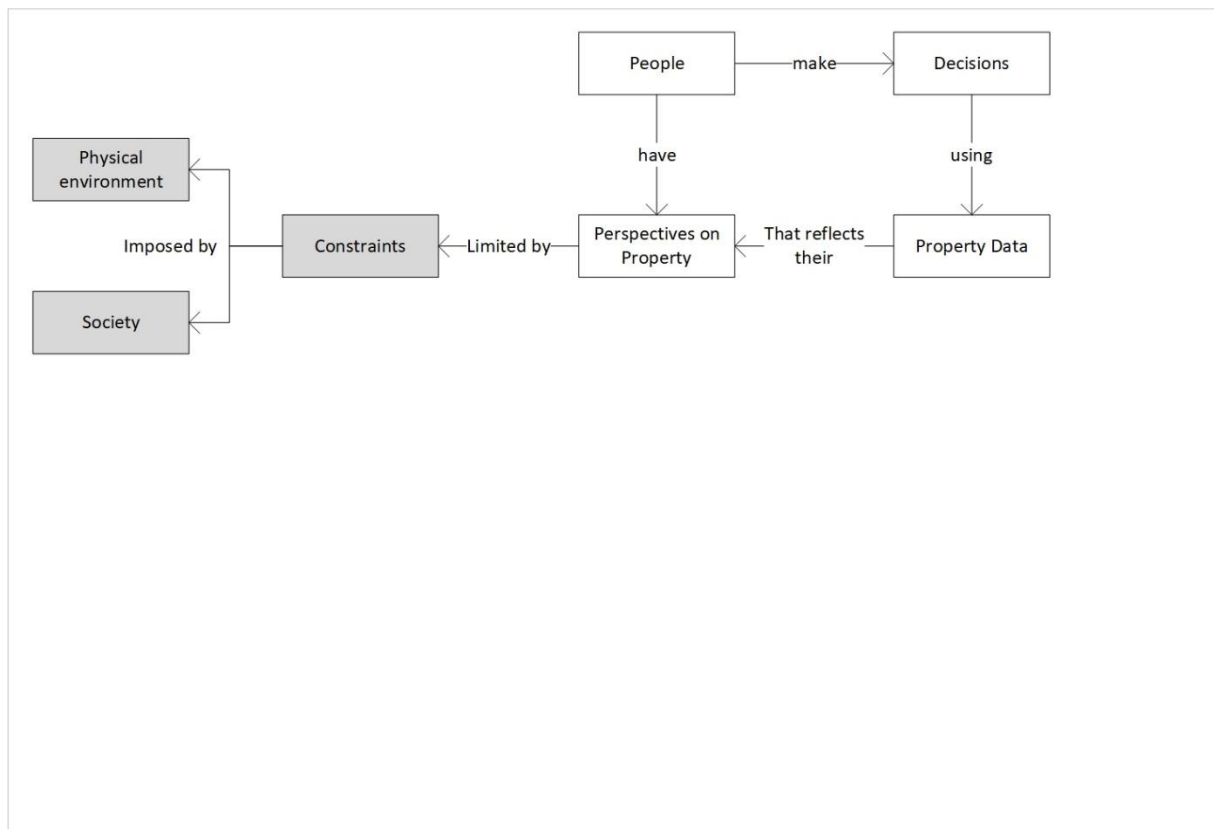 People
make
Decisions
have
using
Physical
environment
Imposed by
Constraints
Limited by
Perspectives on
Property
That reflects
their
Property Data
Society